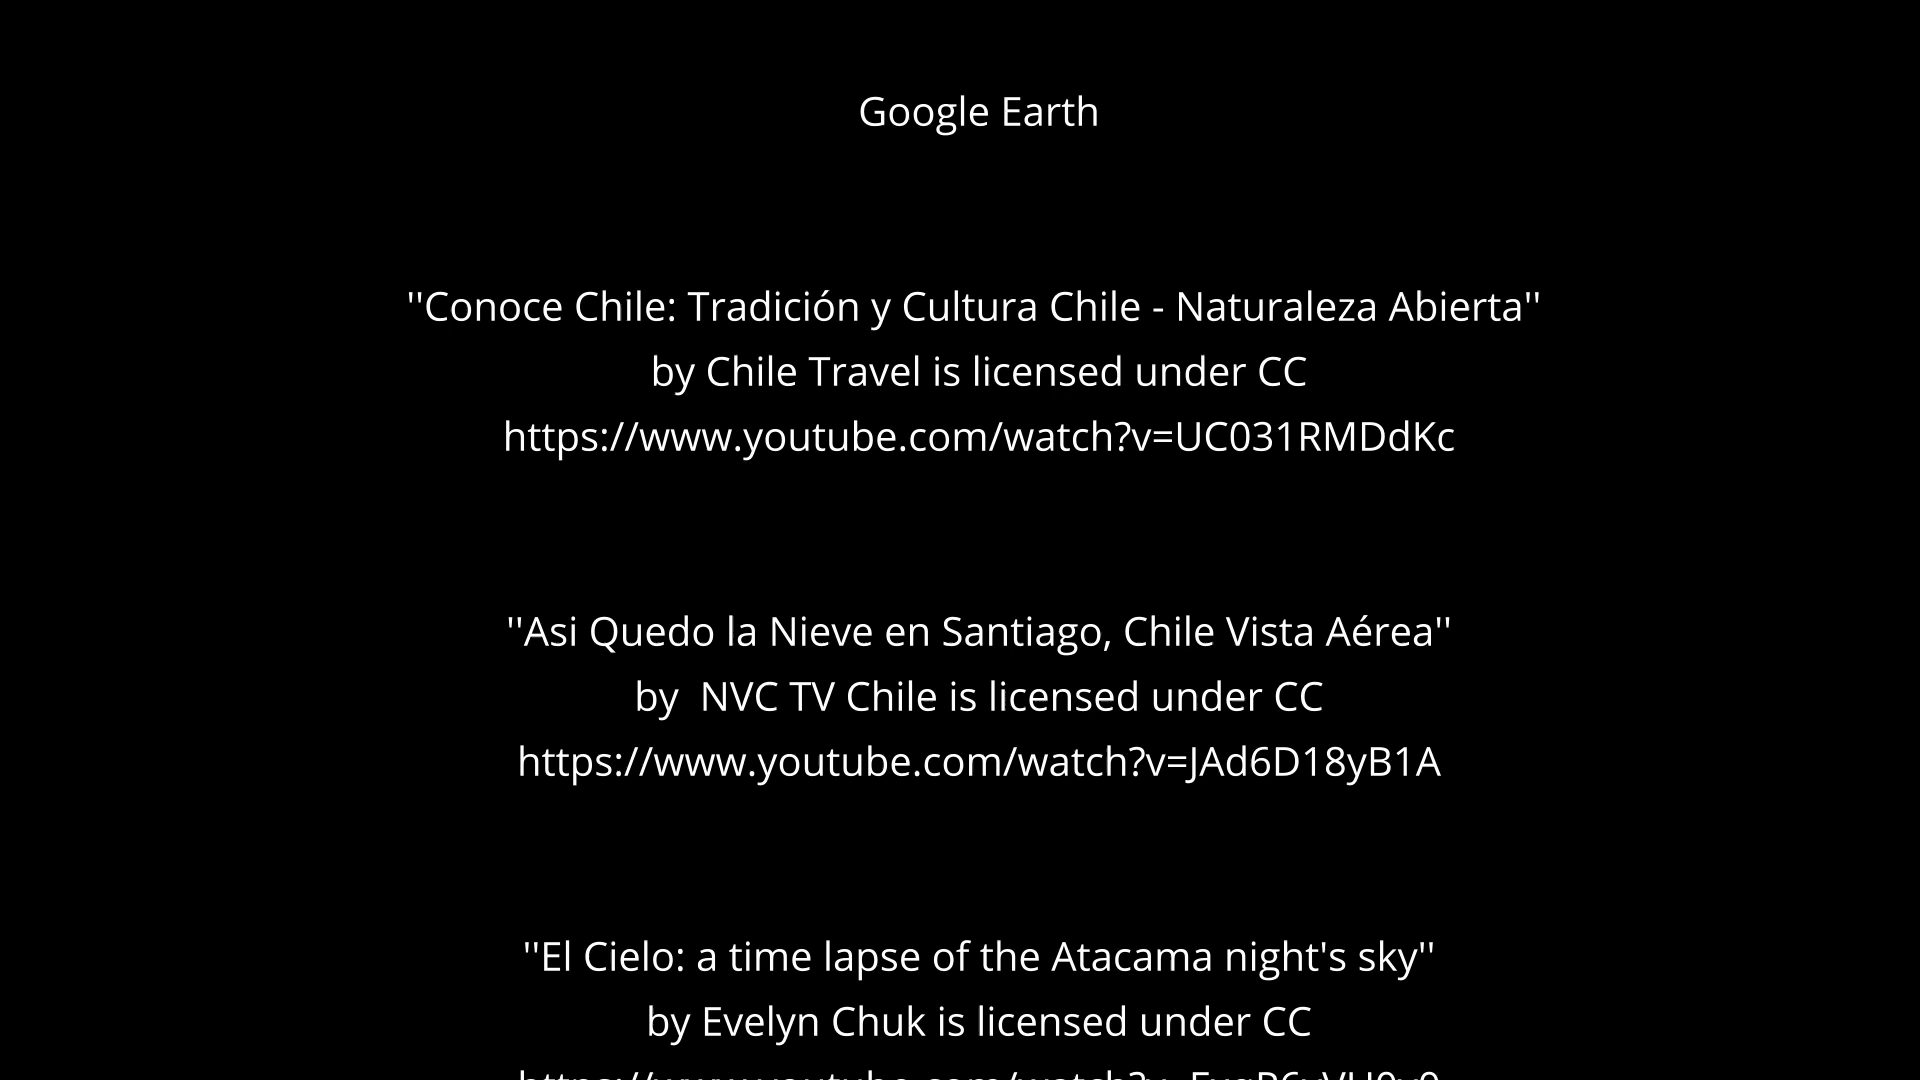 Google Earth
''Conoce Chile: Tradición y Cultura Chile - Naturaleza Abierta''
by Chile Travel is licensed under CC
https://www.youtube.com/watch?v=UC031RMDdKc
''Asi Quedo la Nieve en Santiago, Chile Vista Aérea''
by  NVC TV Chile is licensed under CC
https://www.youtube.com/watch?v=JAd6D18yB1A
''El Cielo: a time lapse of the Atacama night's sky''
by Evelyn Chuk is licensed under CC